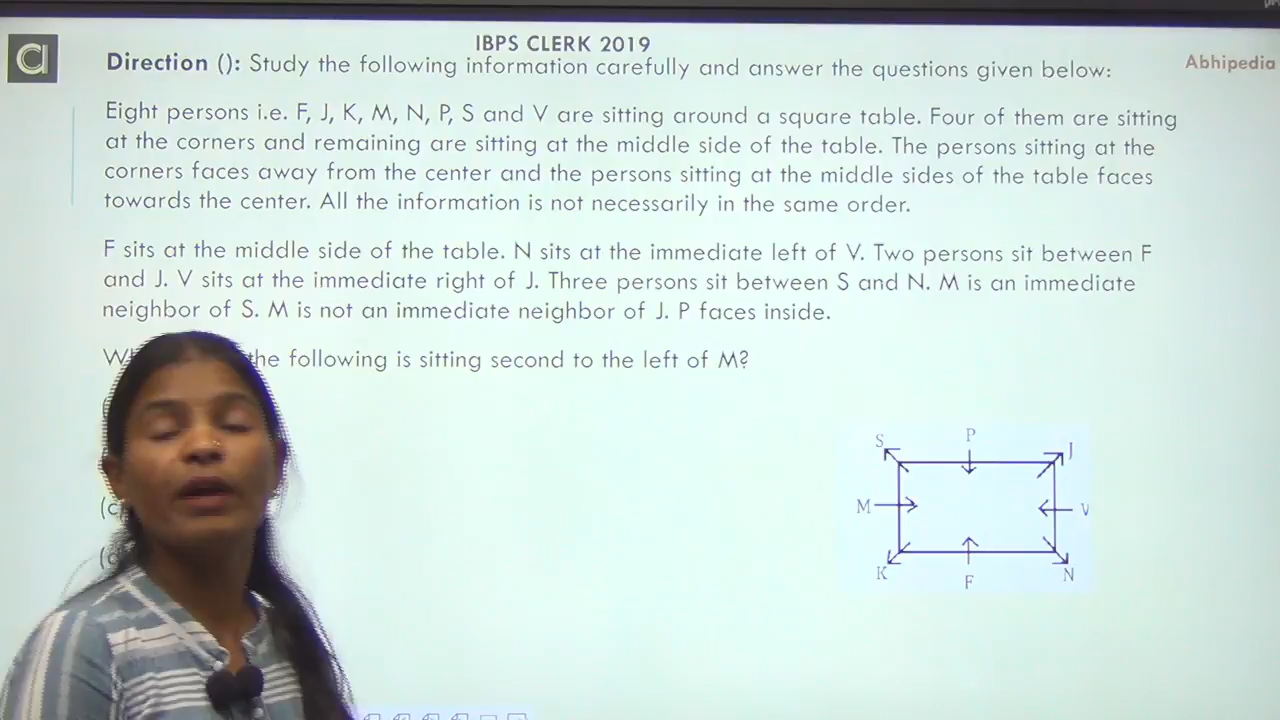 IBPS CLERK 2019
Abhipedia
Direction (): Study the following information carefully and answer the questions given below:
Eight persons i.e. F, J, K, M, N, P, S and V are sitting around a square table. Four of them are sitting
at the corners and remaining are sitting at the middle side of the table. The persons sitting at the
corners faces away from the center and the persons sitting at the middle sides of the table faces
towards the center. All the information is not necessarily in the same order.
F sits at the middle side of the table. N sits at the immediate left of V. Two persons sit between F
and J. V sits at the immediate right of J. Three persons sit between S and N. M is an immediate
neighbor of S. M is not an immediate neighbor of J. P faces inside.
the following is sitting second to the left of M?
S P J
M V
K F N